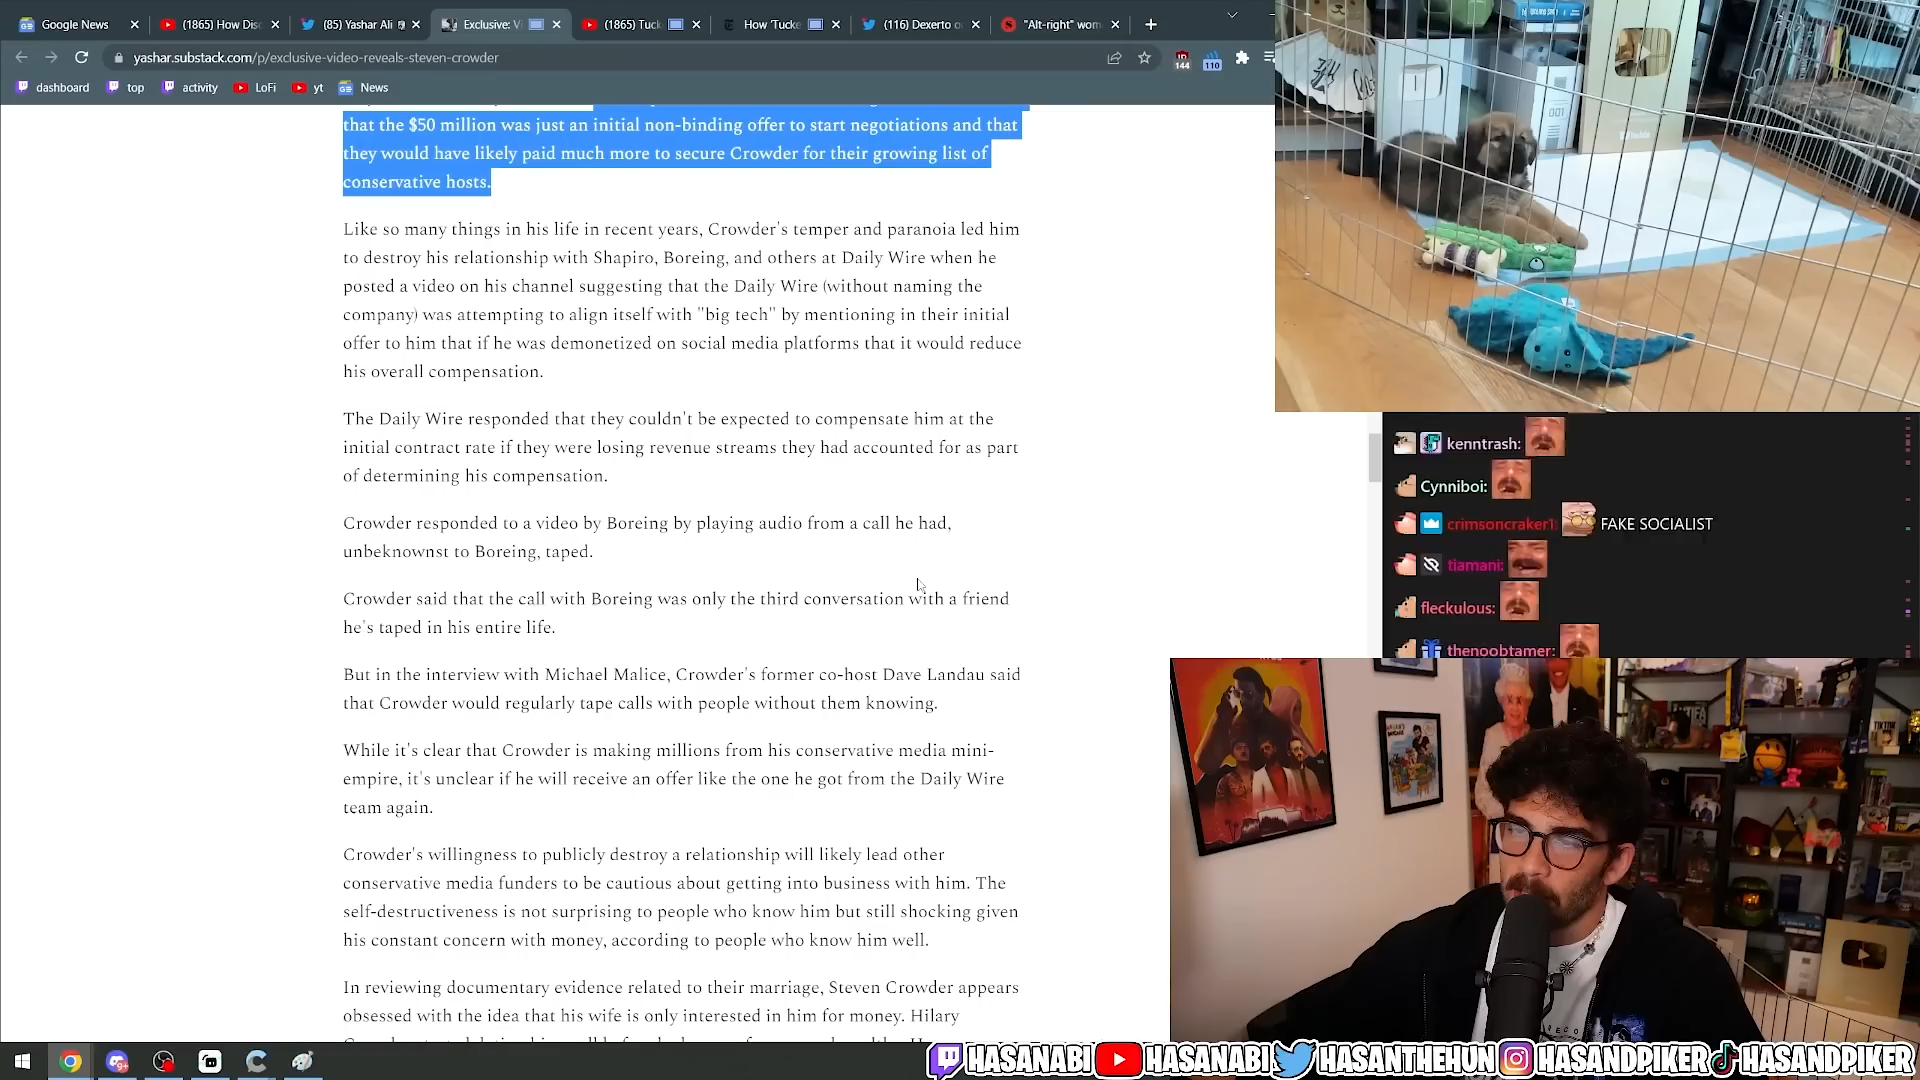 Google News
(1865) How Disc
(85) Yashar Ali
Exclusive: Vi
(1865) Tuck
How 'Tucke
(116) Dexerto o
"Alt-right" wom
yashar.substack.com/p/exclusive-video-reveals-steven-crowder
144
110
dashboard
top
activity
LoFi
yt
News
that the $50 million was just an initial non-binding offer to start negotiations and that
they would have likely paid much more to secure Crowder for their growing list of
conservative hosts.
Like so many things in his life in recent years, Crowder's temper and paranoia led him
to destroy his relationship with Shapiro, Boreing, and others at Daily Wire when he
posted a video on his channel suggesting that the Daily Wire (without naming the
company) was attempting to align itself with "big tech" by mentioning in their initial
offer to him that if he was demonetized on social media platforms that it would reduce
his overall compensation.
The Daily Wire responded that they couldn't be expected to compensate him at the
initial contract rate if they were losing revenue streams they had accounted for as part
of determining his compensation.
Crowder responded to a video by Boreing by playing audio from a call he had,
unbeknownst to Boreing, taped.
Crowder said that the call with Boreing was only the third conversation with a friend
he's taped in his entire life.
But in the interview with Michael Malice, Crowder's former co-host Dave Landau said
that Crowder would regularly tape calls with people without them knowing.
While it's clear that Crowder is making millions from his conservative media mini-
empire, it's unclear if he will receive an offer like the one he got from the Daily Wire
team again.
Crowder's willingness to publicly destroy a relationship will likely lead other
conservative media funders to be cautious about getting into business with him. The
self-destructiveness is not surprising to people who know him but still shocking given
his constant concern with money, according to people who know him well.
In reviewing documentary evidence related to their marriage, Steven Crowder appears
obsessed with the idea that his wife is only interested in him for money. Hilary
kenntrash:
Cynniboi:
crimsoncraker1: FAKE SOCIALIST
tiamani:
fleckulous:
thenoobtamer:
HASANABI
HASANABI
HASANTHEHUN
HASANDPIKER
HASANDPIKER